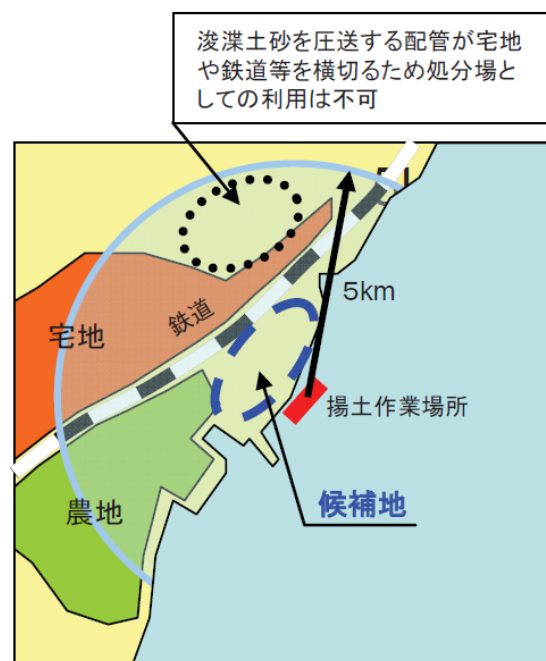 浚渫土砂を圧送する配管が宅地
や鉄道等を横切るため処分場と
しての利用は不可
5km
鉄道
宅地
揚土作業場所
候補地
農地